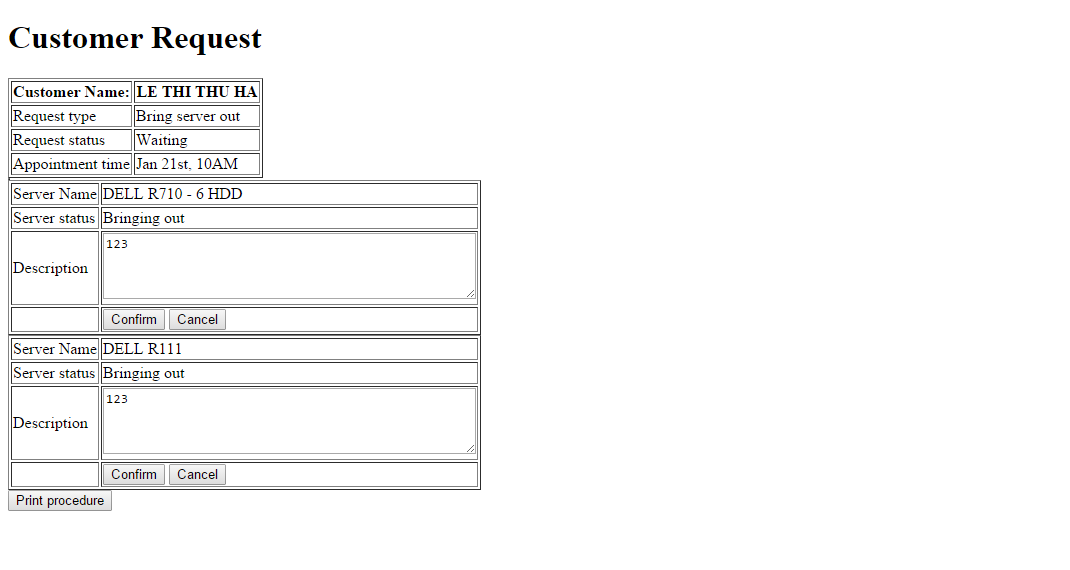 Customer Request
Customer Name: LE THI THU HA
Request type Bring server out
Request status Waiting
Appointment time Jan 21st, 10AM
Server Name DELL R710 - 6 HDD
Server status Bringing out
Description 123
Confirm Cancel
Server Name DELL R111
Server status Bringing out
Description 123
Confirm Cancel
Print procedure